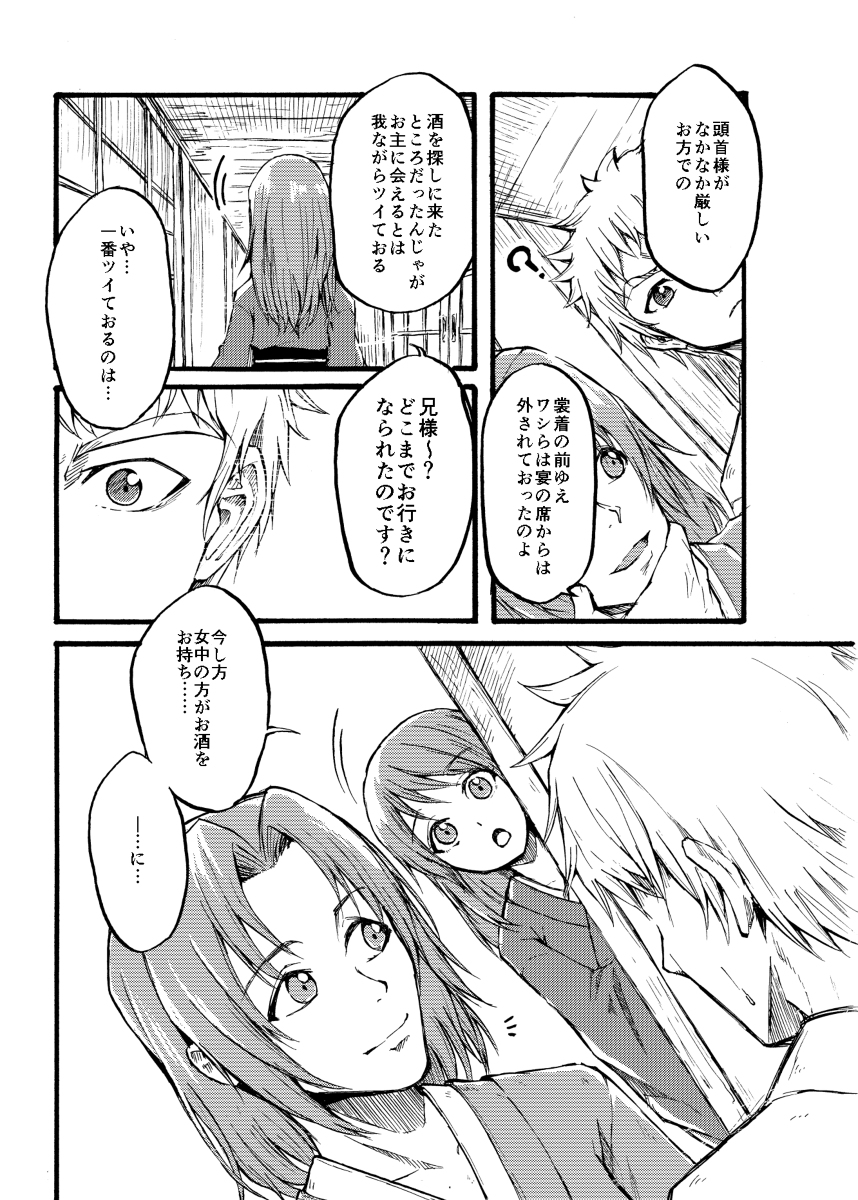 頭首様が
なかなか厳しい
お方での
裳着の前ゆえ
ワシらは宴の席からは
外されておったのよ
酒を探しに来た
ところだったんじゃが
お主に会えるとは
我ながらツイておる
いや…
一番ツイておるのは…
兄様～?
どこまでお行きに
なられたのです?
今し方
女中の方がお酒を
お持ち……
ー…に…